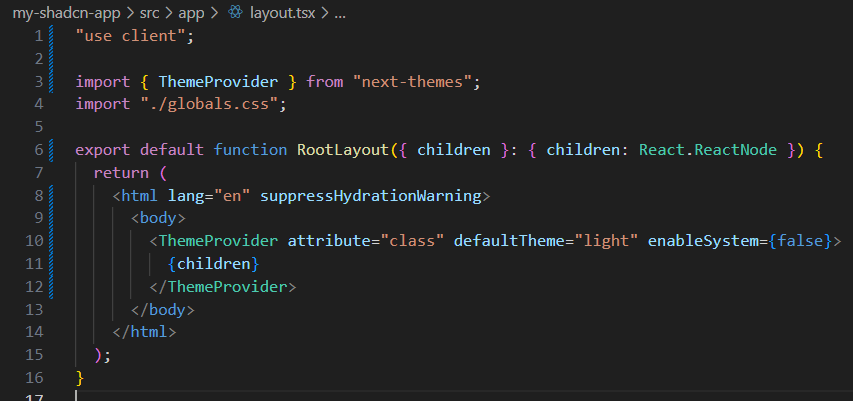 my-shadcn-app > src > app > layout.tsx > ...
1 "use client";
2
3 import { ThemeProvider } from "next-themes";
4 import "./globals.css";
5
6 export default function RootLayout({ children }: { children: React.ReactNode }) {
7   return (
8     <html lang="en" suppressHydrationWarning>
9       <body>
10         <ThemeProvider attribute="class" defaultTheme="light" enableSystem={false}>
11           {children}
12         </ThemeProvider>
13       </body>
14     </html>
15   );
16 }
17